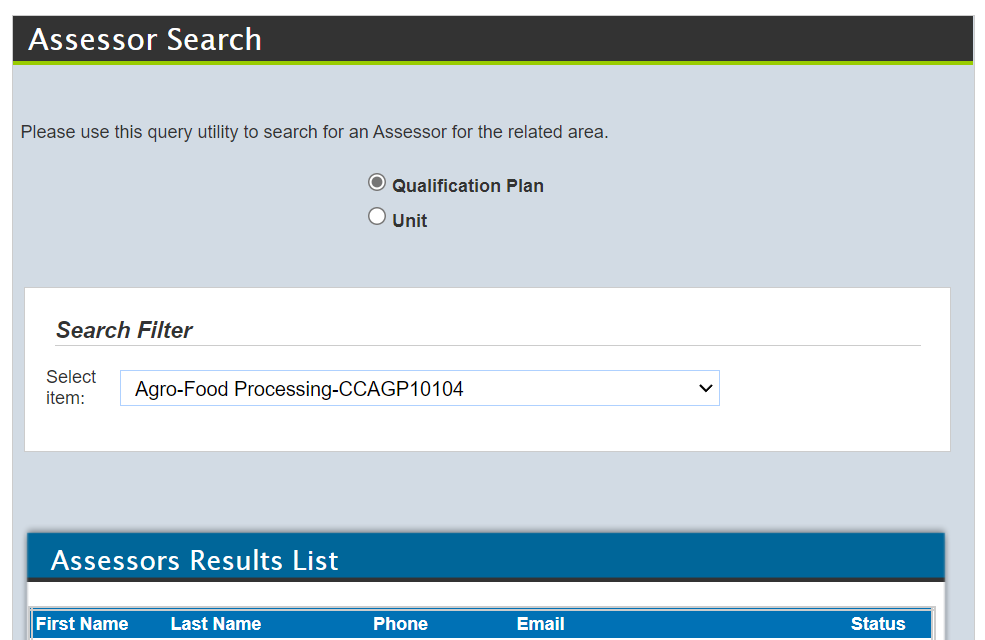 Assessor Search
Please use this query utility to search for an Assessor for the related area.
Qualification Plan
Unit
Search Filter
Select
item:
Agro-Food Processing-CCAGP10104
Assessors Results List
First Name Last Name Phone Email Status